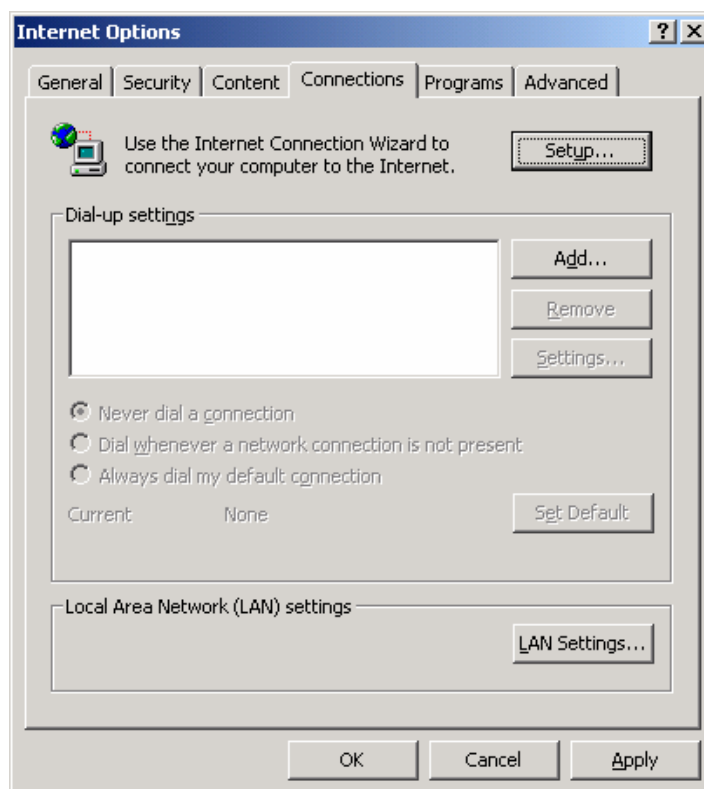 Internet Options
General Security Content Connections Programs Advanced
Use the Internet Connection Wizard to
connect your computer to the Internet.
Setup...
Dial-up settings
Add...
Remove
Settings...
Never dial a connection
Dial whenever a network connection is not present
Always dial my default connection
Current None
Set Default
Local Area Network (LAN) settings
LAN Settings...
OK Cancel Apply